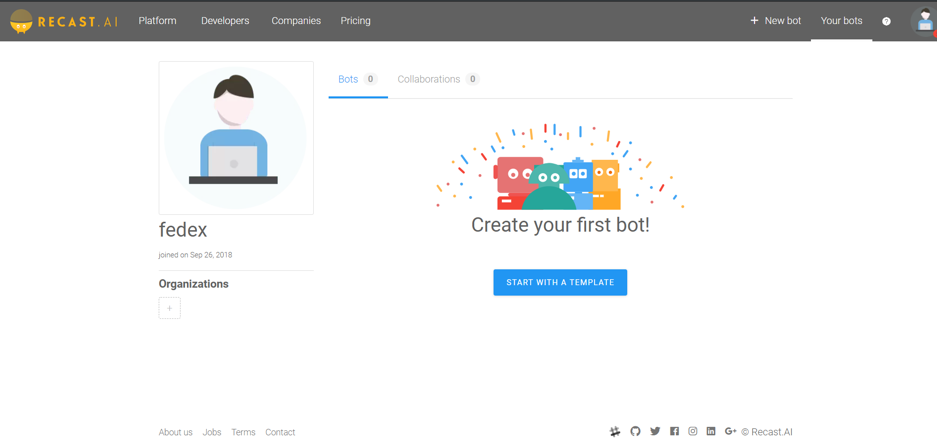 RECAST.AI Platform Developers Companies Pricing + New bot Your bots ?
Bots 0 Collaborations 0
Create your first bot!
START WITH A TEMPLATE
fedex
joined on Sep 26, 2018
Organizations
+
About us Jobs Terms Contact G+ © Recast.AI